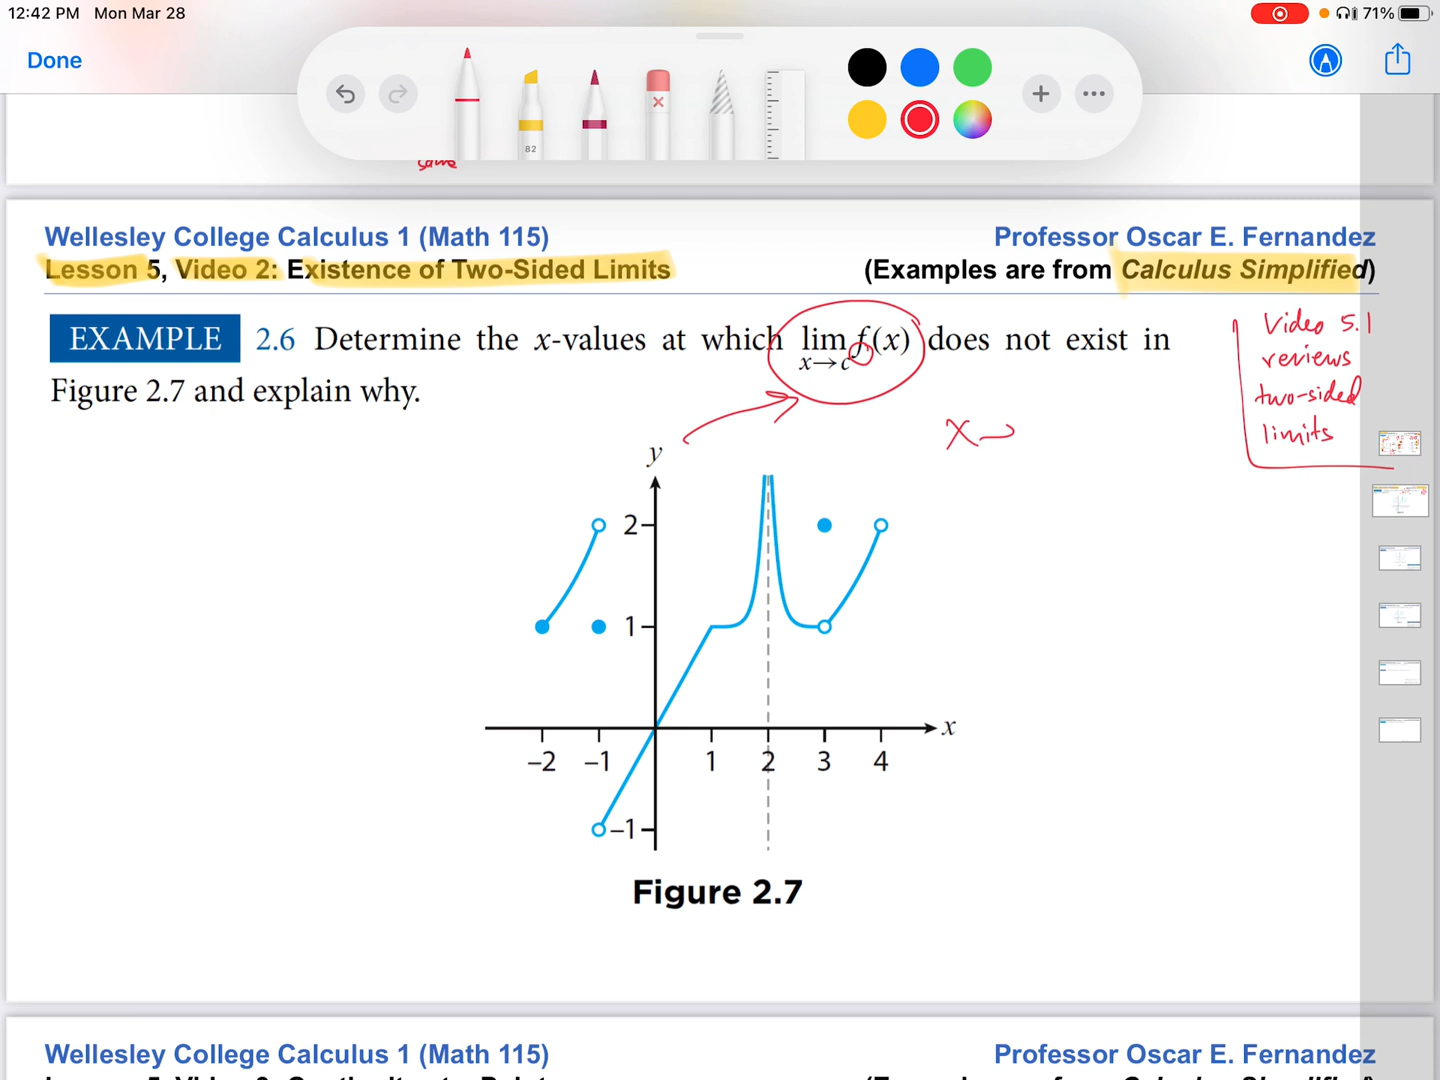 12:42 PM Mon Mar 28
71%
Done
82
same
Wellesley College Calculus 1 (Math 115)
Professor Oscar E. Fernandez
Lesson 5, Video 2: Existence of Two-Sided Limits
(Examples are from Calculus Simplified)
EXAMPLE 2.6 Determine the x-values at which lim x→c f(x) does not exist in
Figure 2.7 and explain why.
Video 5.1
reviews
two-sided
limits
x→
y
2
1
x
−2 −1 1 2 3 4
−1
Figure 2.7
Wellesley College Calculus 1 (Math 115)
Professor Oscar E. Fernandez